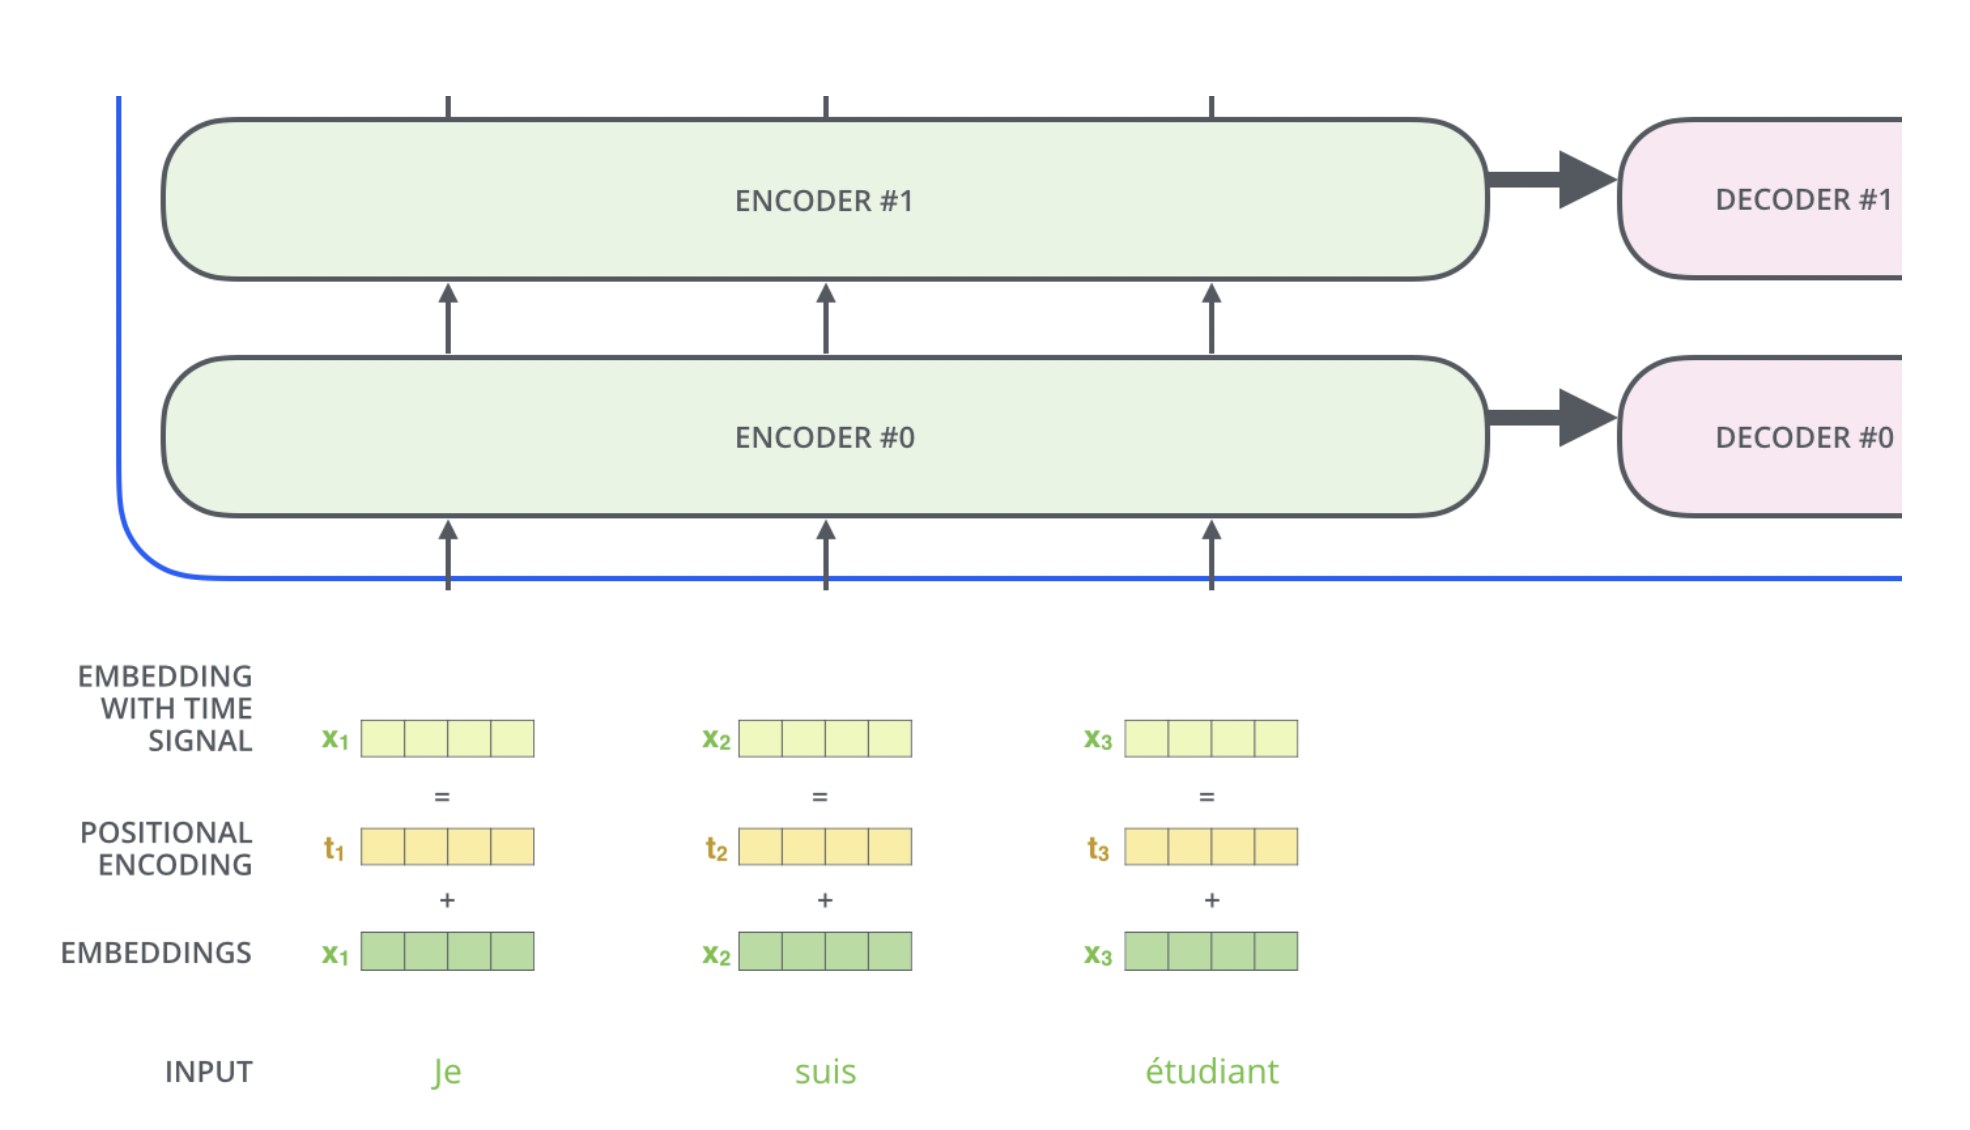 ENCODER #1
DECODER #1
ENCODER #0
DECODER #0
EMBEDDING
WITH TIME
SIGNAL
x1
x2
x3
=
=
=
POSITIONAL
ENCODING
t1
t2
t3
+
+
+
EMBEDDINGS
x1
x2
x3
INPUT
Je
suis
étudiant